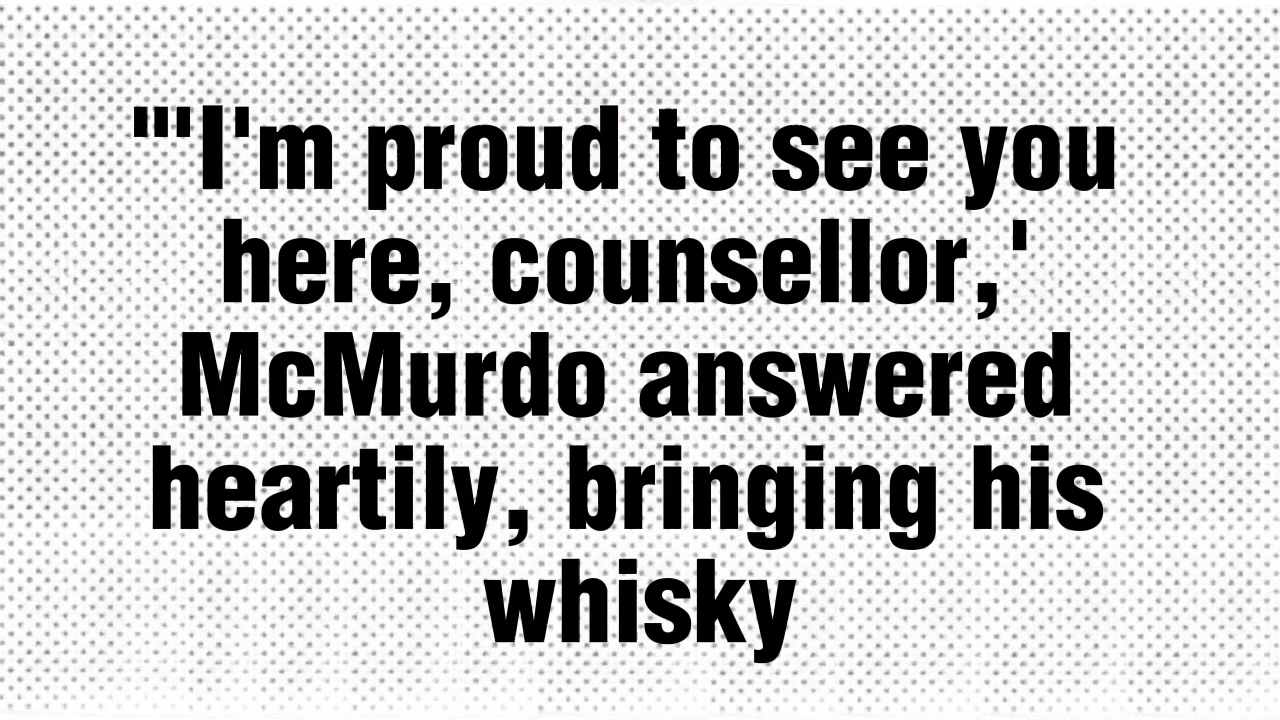 "'I'm proud to see you
here, counsellor,'
McMurdo answered
heartily, bringing his
whisky